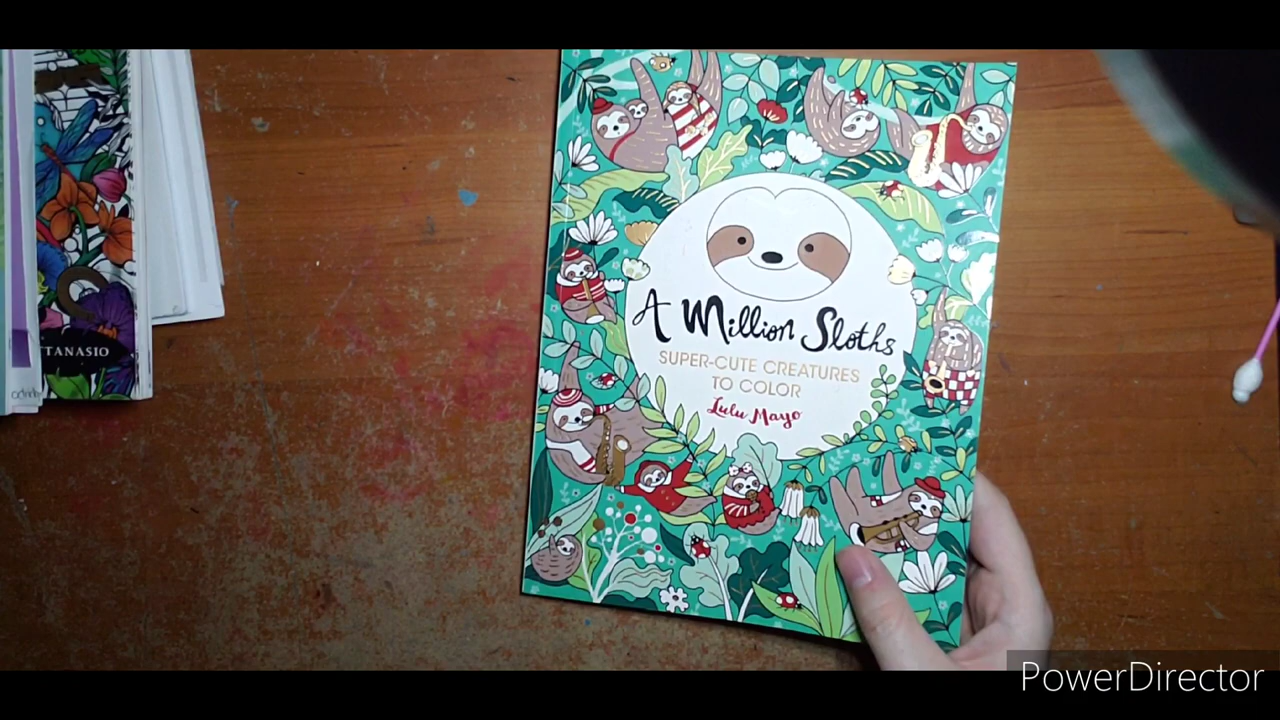 TANASIO
A Million Sloths
SUPER-CUTE CREATURES
TO COLOR
Lulu Mayo
PowerDirector